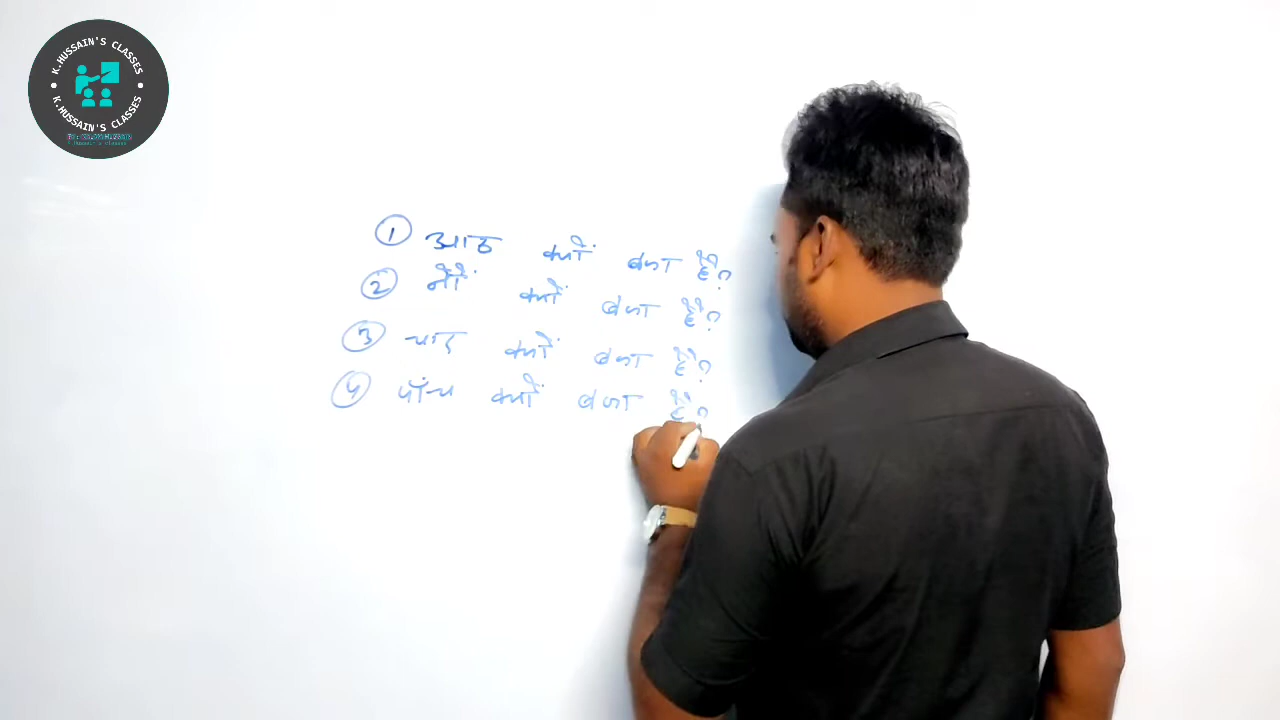 K.HUSSAIN'S CLASSES
K.HUSSAIN'S CLASSES
① आठ क्यों बजा है?
② नौं क्यों बजा है?
③ चार क्यों बजा है?
④ पाँच क्यों बजा है?